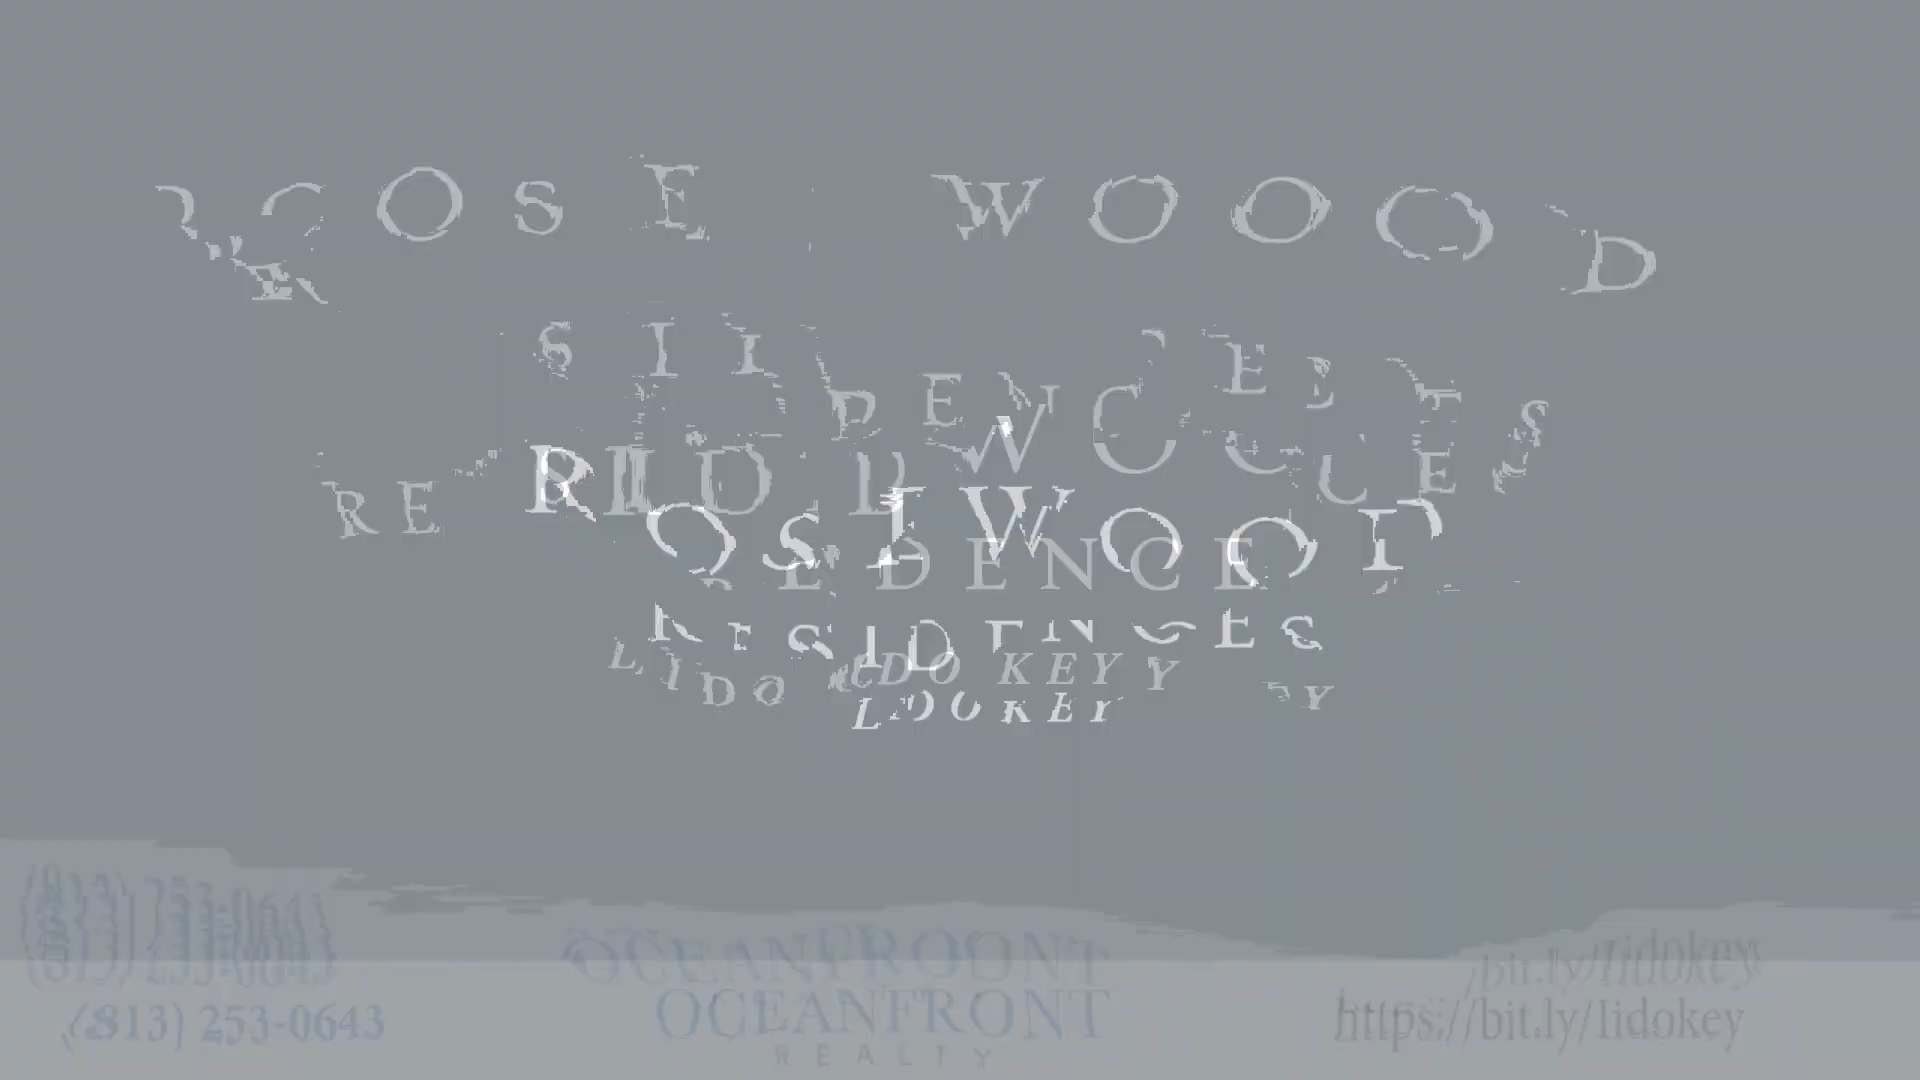 ROSEWOOD
RESIDENCES
LIDO KEY
(813) 253-0643
OCEANFRONT
REALTY
https://bit.ly/lidokey